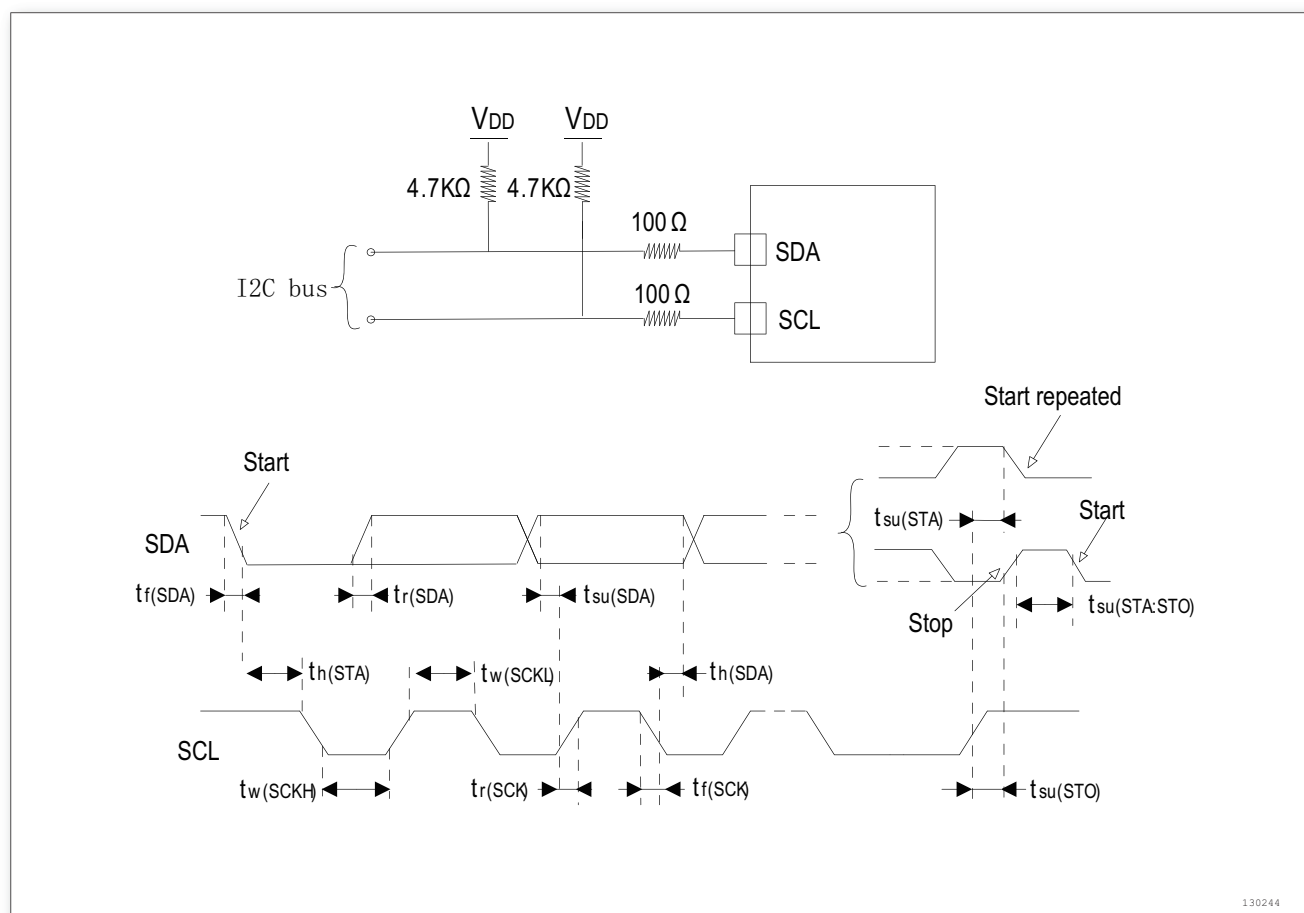 VDD VDD
4.7KΩ 4.7KΩ
100 Ω
SDA
I2C bus
100 Ω
SCL
Start repeated
Start
tsu(STA)
Start
SDA
tf(SDA) tr(SDA) tsu(SDA)
Stop
tsu(STA:STO)
th(STA) tw(SCKL) th(SDA)
SCL
tw(SCKH) tr(SCK) tf(SCK) tsu(STO)
130244